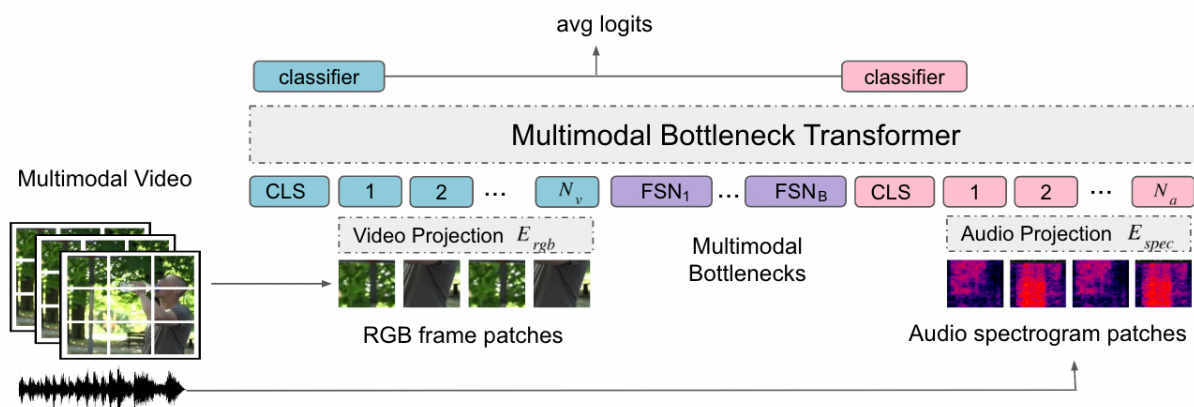 avg logits
classifier classifier
Multimodal Bottleneck Transformer
Multimodal Video
CLS 1 2 ... N_v FSN₁ ... FSN_B CLS 1 2 ... N_a
Video Projection E_rgb
Multimodal
Bottlenecks
Audio Projection E_spec
RGB frame patches
Audio spectrogram patches